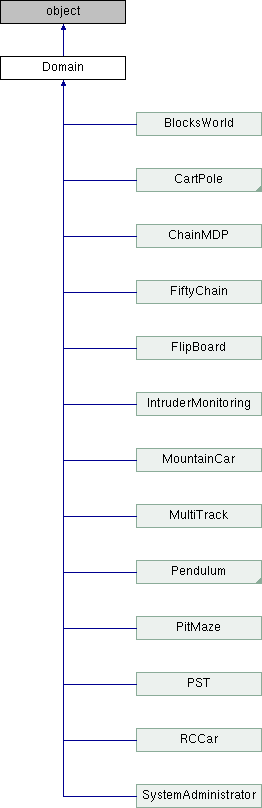 object
Domain
BlocksWorld
CartPole
ChainMDP
FiftyChain
FlipBoard
IntruderMonitoring
MountainCar
MultiTrack
Pendulum
PitMaze
PST
RCCar
SystemAdministrator